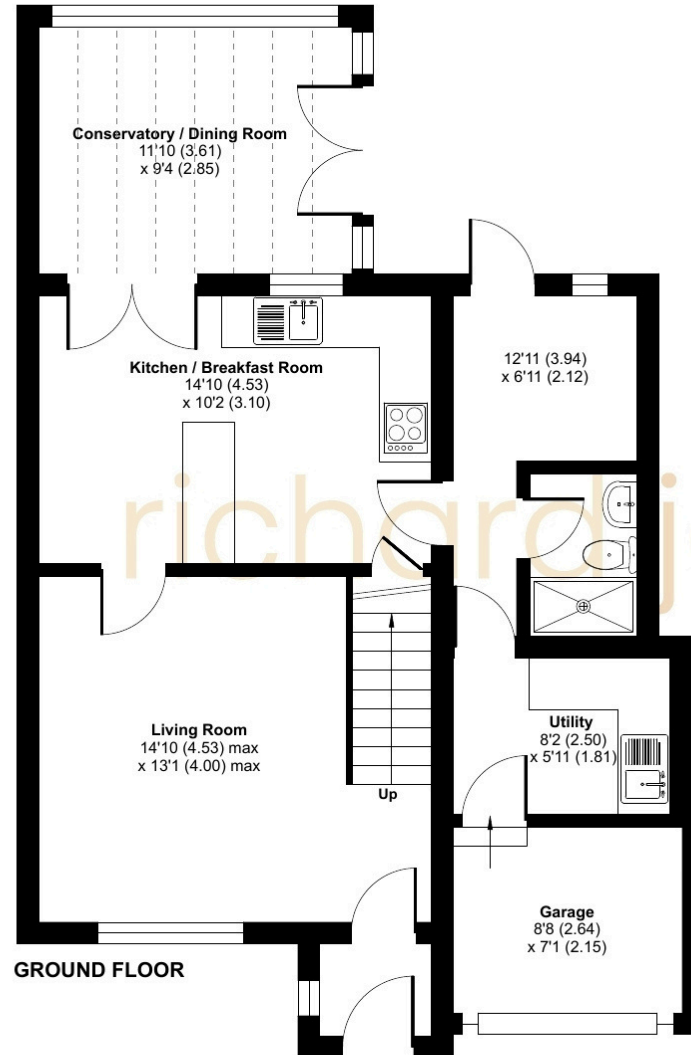 Conservatory / Dining Room
11'10 (3.61)
x 9'4 (2.85)
Kitchen / Breakfast Room
14'10 (4.53)
x 10'2 (3.10)
12'11 (3.94)
x 6'11 (2.12)
richard j
Living Room
14'10 (4.53) max
x 13'1 (4.00) max
Up
Utility
8'2 (2.50)
x 5'11 (1.81)
Garage
8'8 (2.64)
x 7'1 (2.15)
GROUND FLOOR